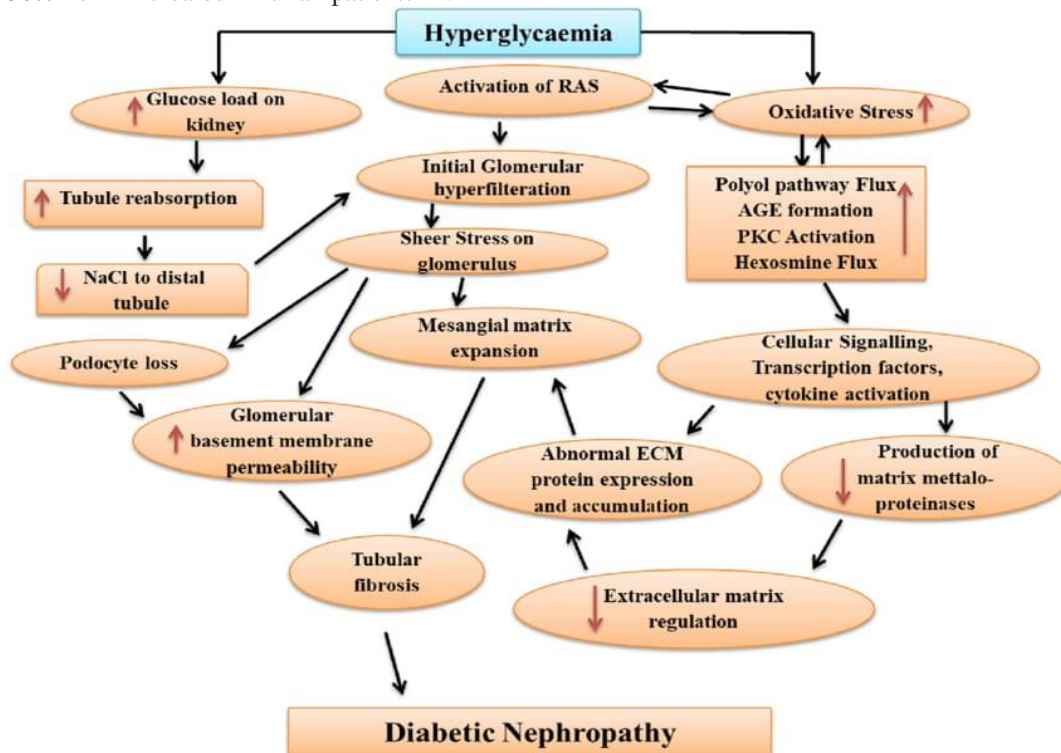 Hyperglycaemia
Glucose load on
kidney
Activation of RAS
Oxidative Stress
Tubule reabsorption
Initial Glomerular
hyperfilteration
Polyol pathway Flux
AGE formation
PKC Activation
Hexosmine Flux
NaCl to distal
tubule
Sheer Stress on
glomerulus
Podocyte loss
Mesangial matrix
expansion
Cellular Signalling,
Transcription factors,
cytokine activation
Glomerular
basement membrane
permeability
Abnormal ECM
protein expression
and accumulation
Production of
matrix mettalo-
proteinases
Tubular
fibrosis
Extracellular matrix
regulation
Diabetic Nephropathy